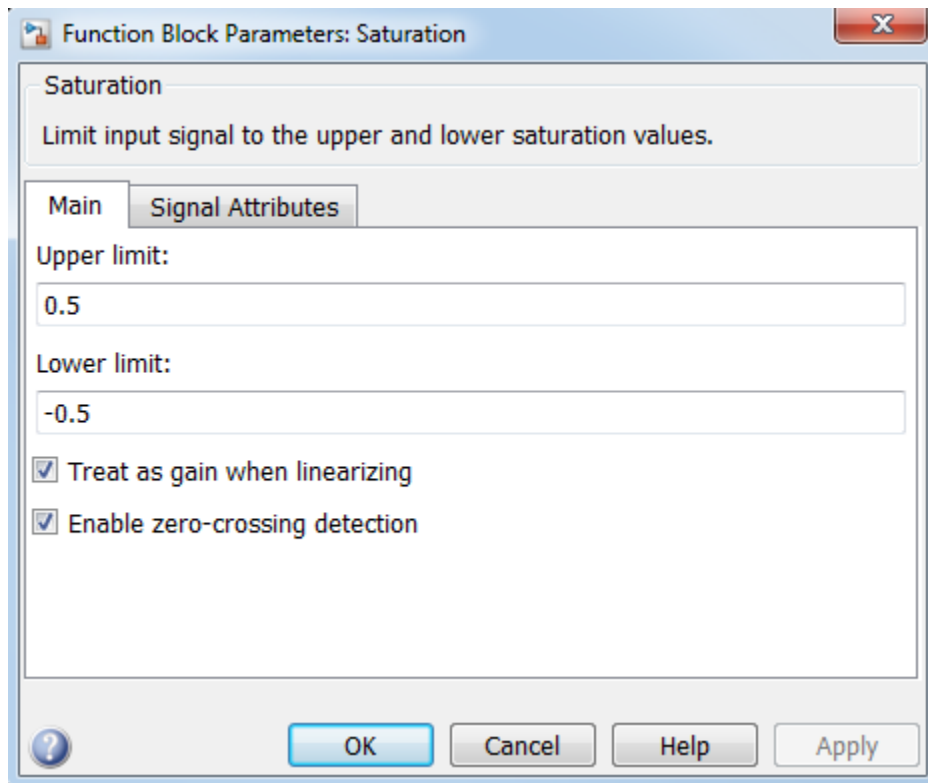 Function Block Parameters: Saturation
Saturation
Limit input signal to the upper and lower saturation values.
Main
Signal Attributes
Upper limit:
0.5
Lower limit:
-0.5
Treat as gain when linearizing
Enable zero-crossing detection
?
OK
Cancel
Help
Apply